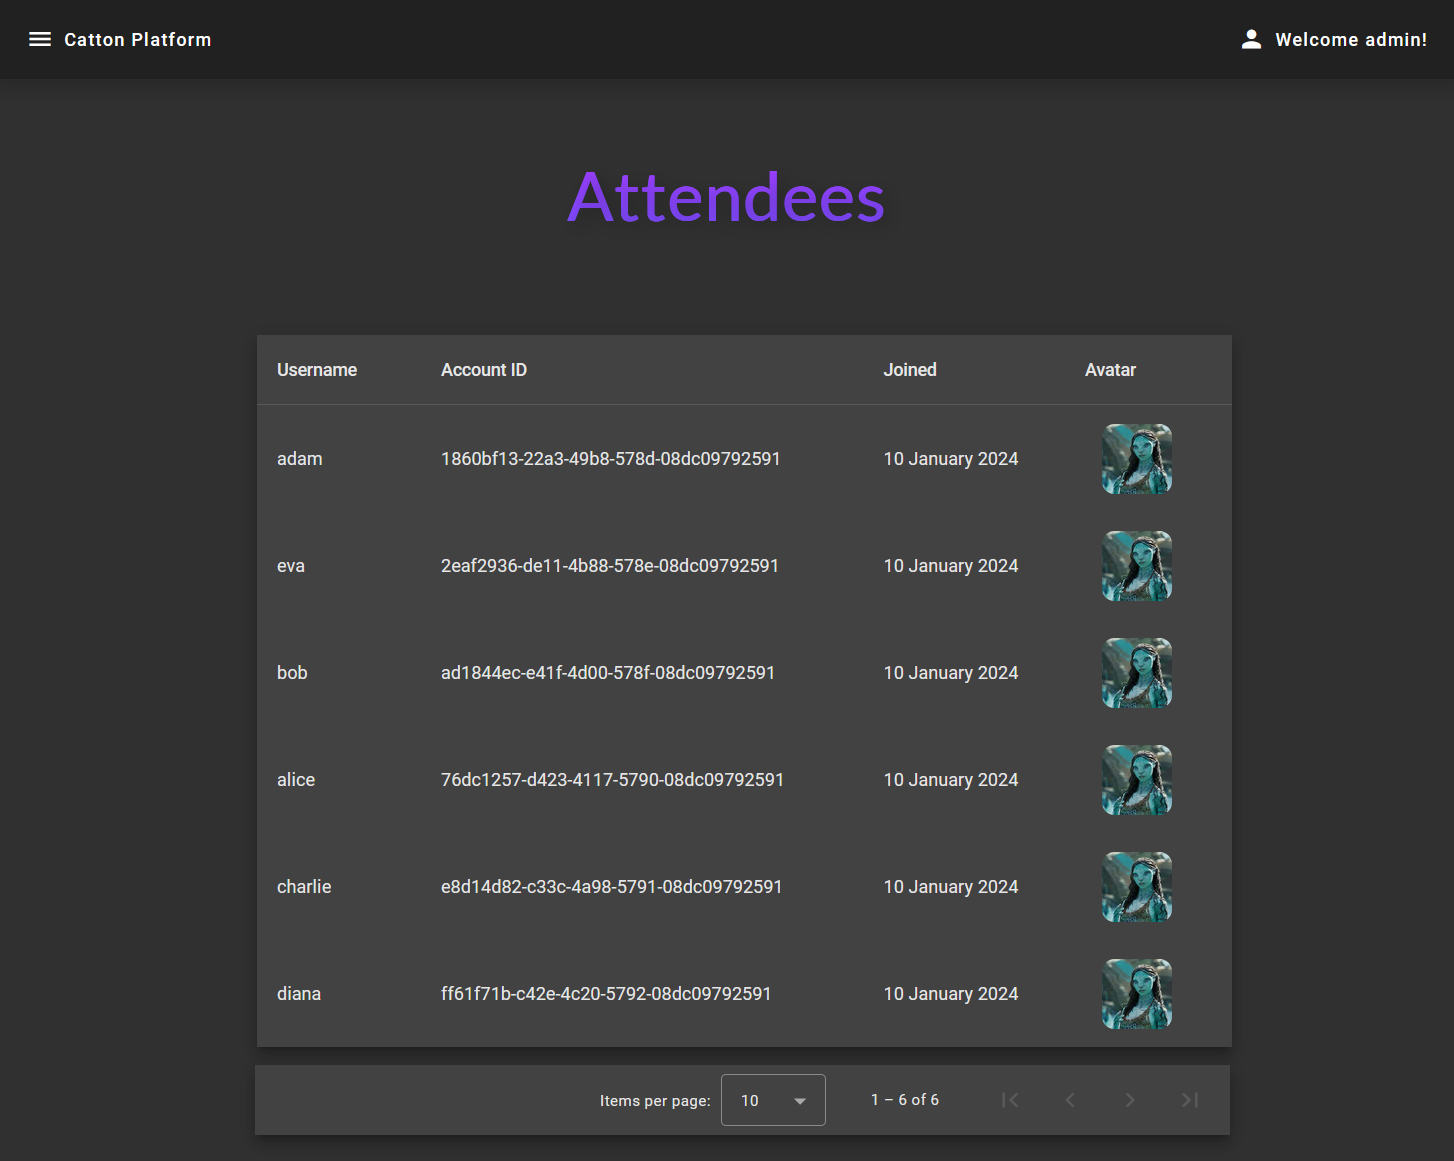 Catton Platform
Welcome admin!
Attendees
Username Account ID Joined Avatar
adam 1860bf13-22a3-49b8-578d-08dc09792591 10 January 2024
eva 2eaf2936-de11-4b88-578e-08dc09792591 10 January 2024
bob ad1844ec-e41f-4d00-578f-08dc09792591 10 January 2024
alice 76dc1257-d423-4117-5790-08dc09792591 10 January 2024
charlie e8d14d82-c33c-4a98-5791-08dc09792591 10 January 2024
diana ff61f71b-c42e-4c20-5792-08dc09792591 10 January 2024
Items per page: 10 1 – 6 of 6